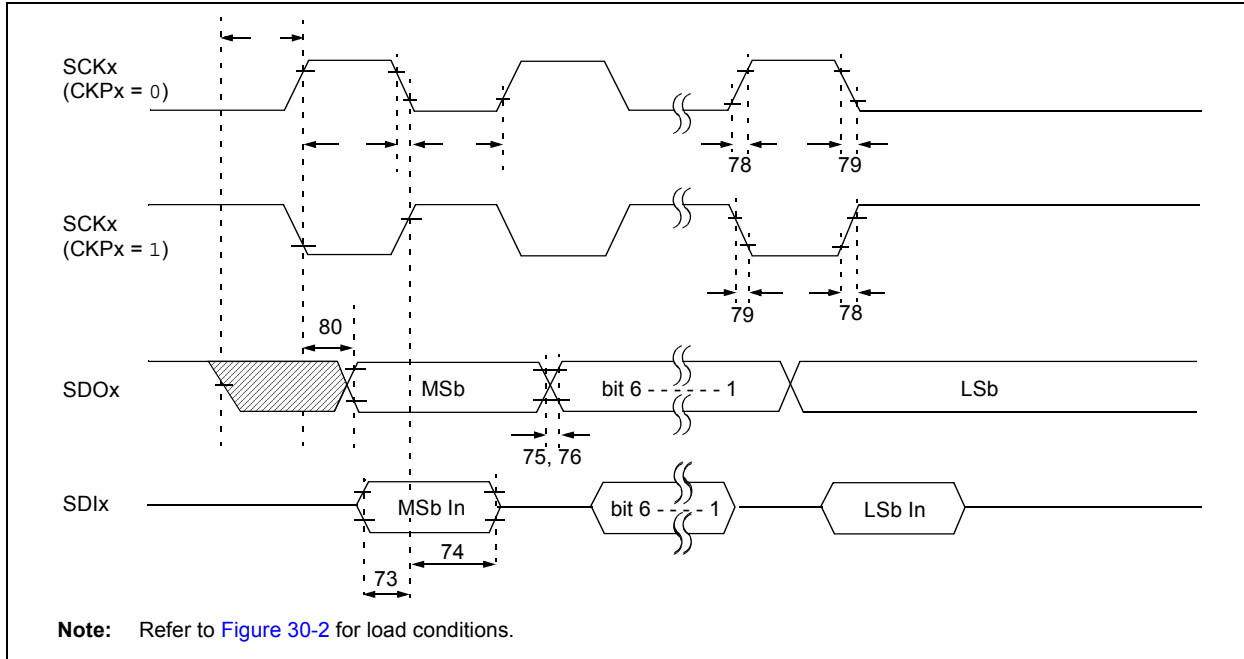 SCKx
(CKPx = 0)
78
79
SCKx
(CKPx = 1)
79
78
80
SDOx
MSb
bit 6 - - - - - - 1
LSb
75, 76
SDIx
MSb In
bit 6 - - - - - 1
LSb In
74
73
Note: Refer to Figure 30-2 for load conditions.